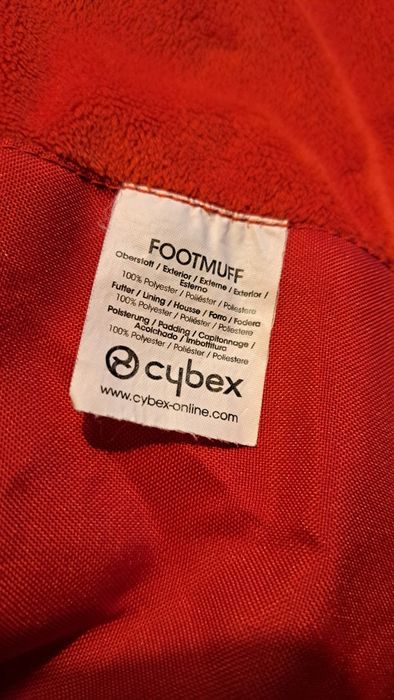 FOOTMUFF
Oberstoff / Exterior / Externe / Exterior /
Esterno
100% Polyester / Poliéster / Poliestere
Futter / Lining / Housse / Forro / Fodera
100% Polyester / Poliéster / Poliestere
Polsterung / Padding / Capitonnage /
Acolchado / Imbottitura
100% Polyester / Poliéster / Poliestere
cybex
www.cybex-online.com